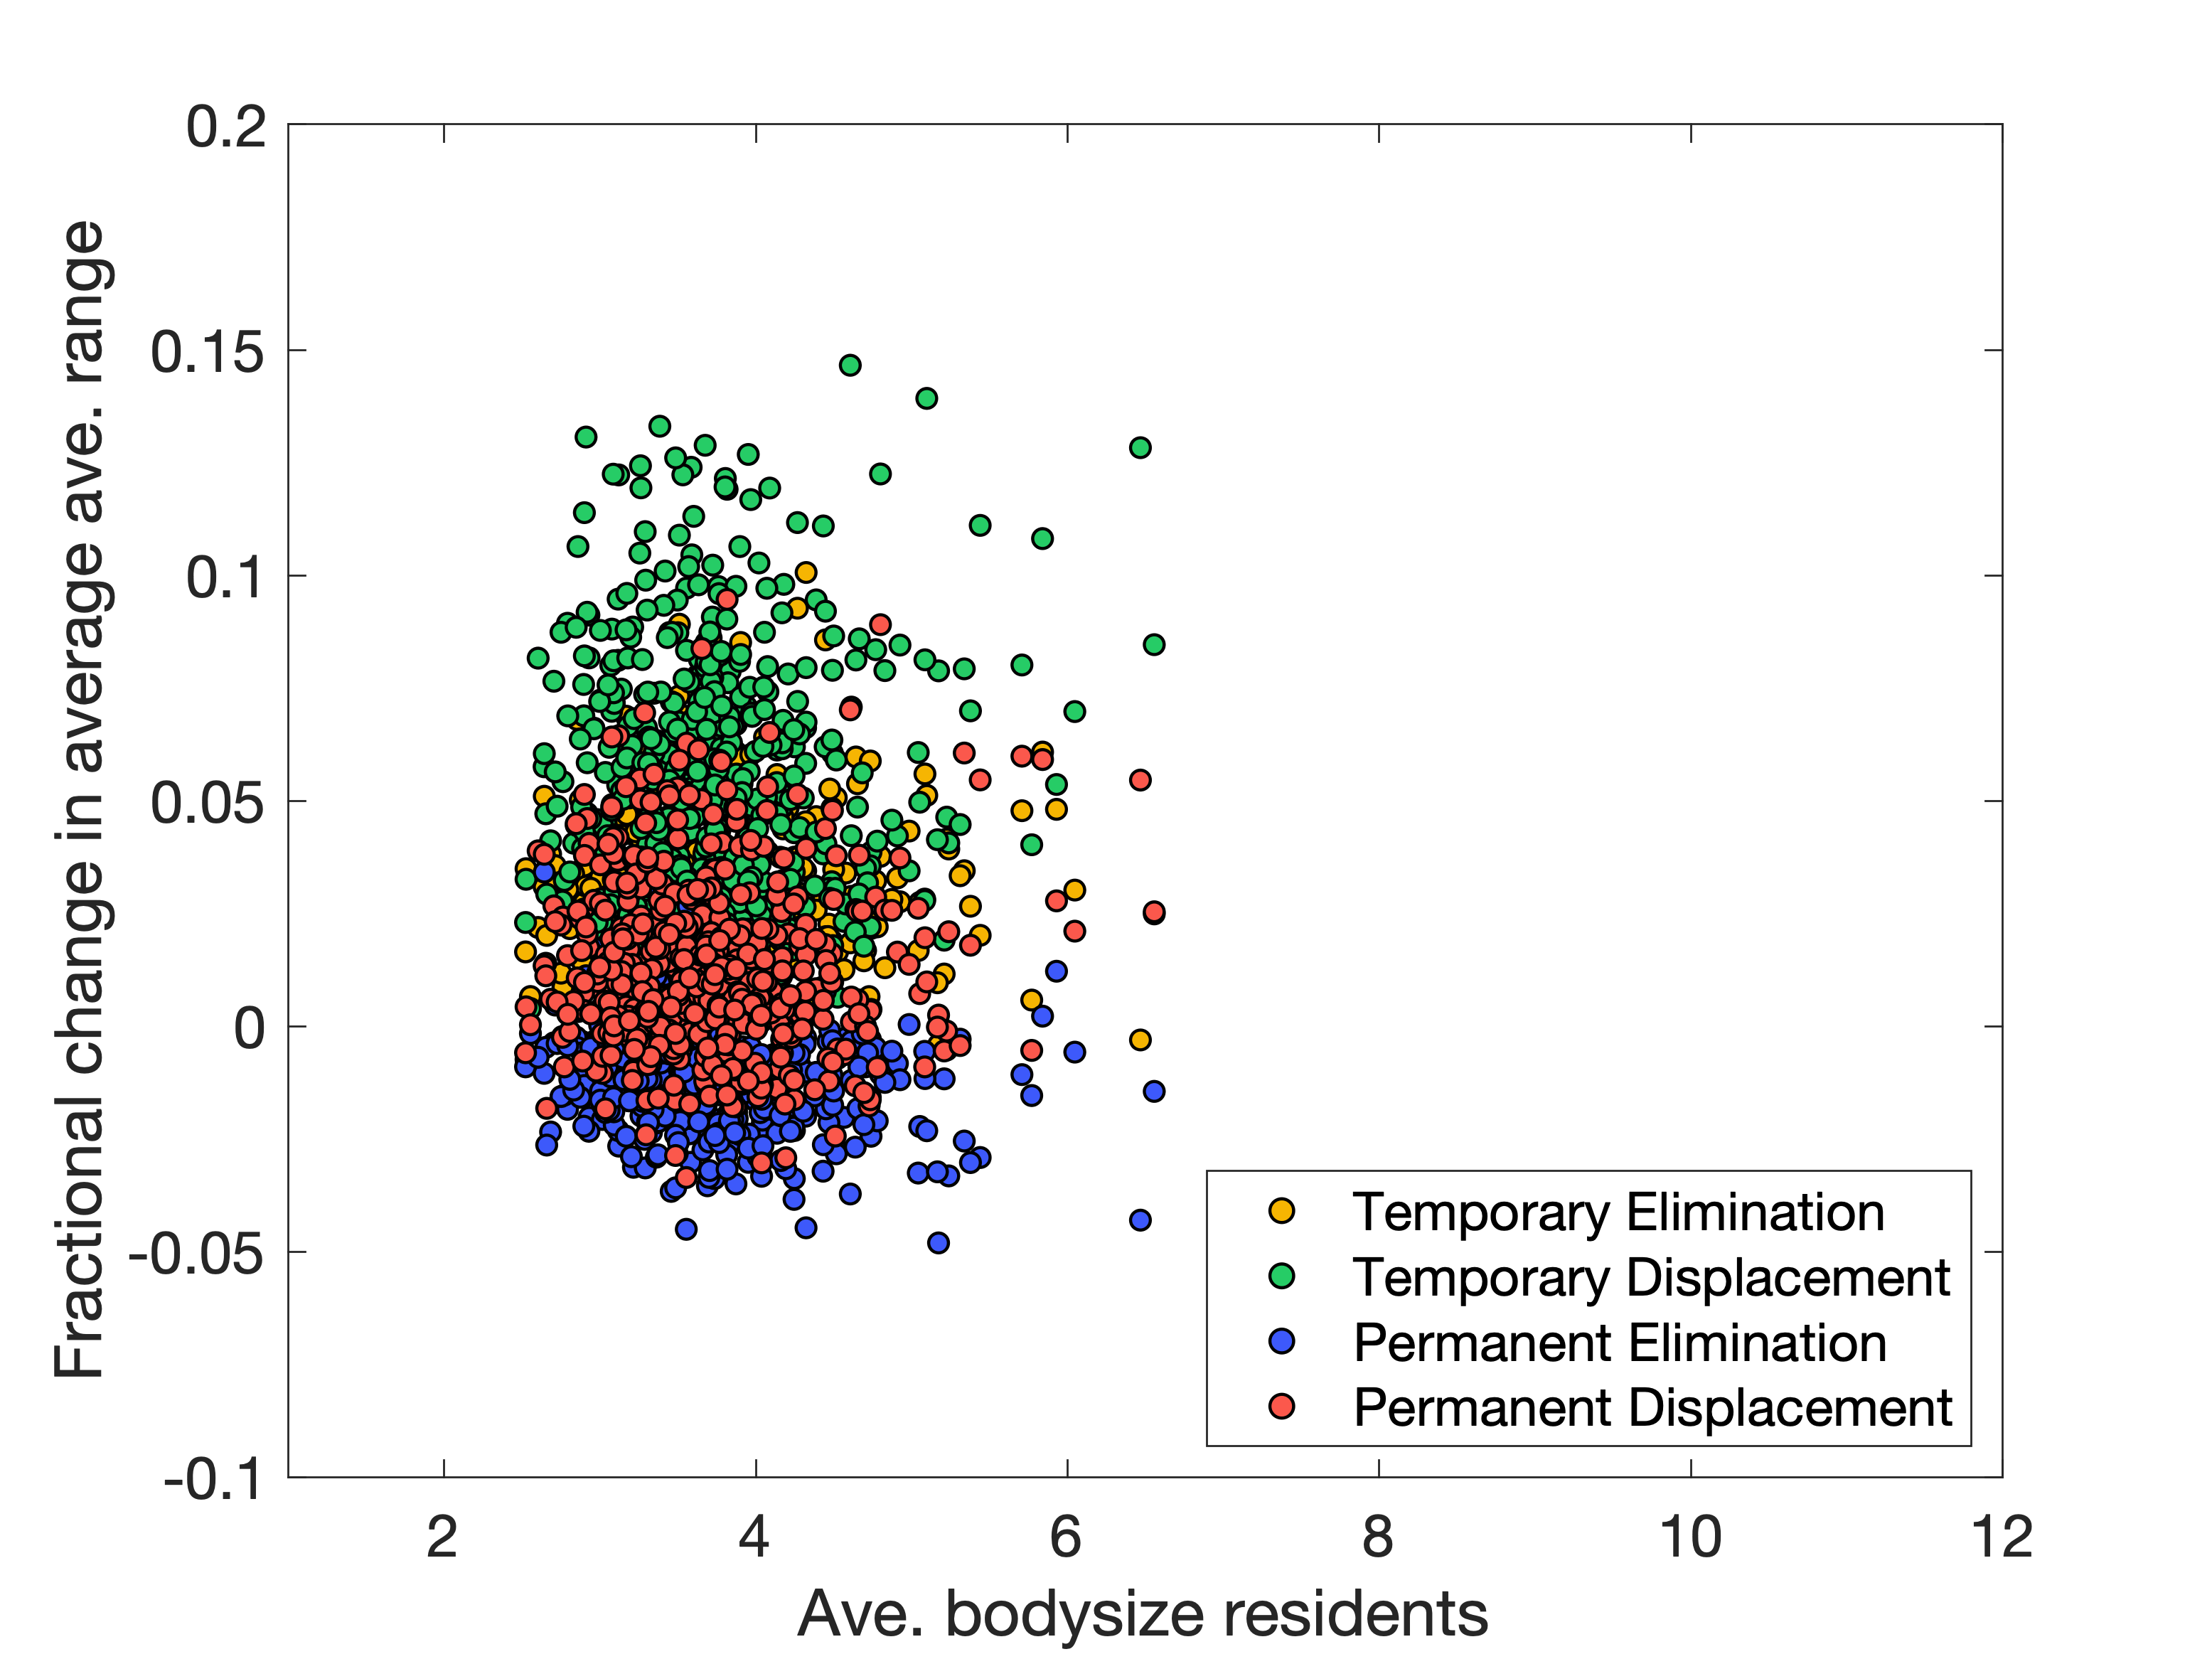 0.2
0.15
0.1
0.05
0
-0.05
-0.1
Fractional change in average ave. range
2
4
6
8
10
12
Ave. bodysize residents
Temporary Elimination
Temporary Displacement
Permanent Elimination
Permanent Displacement